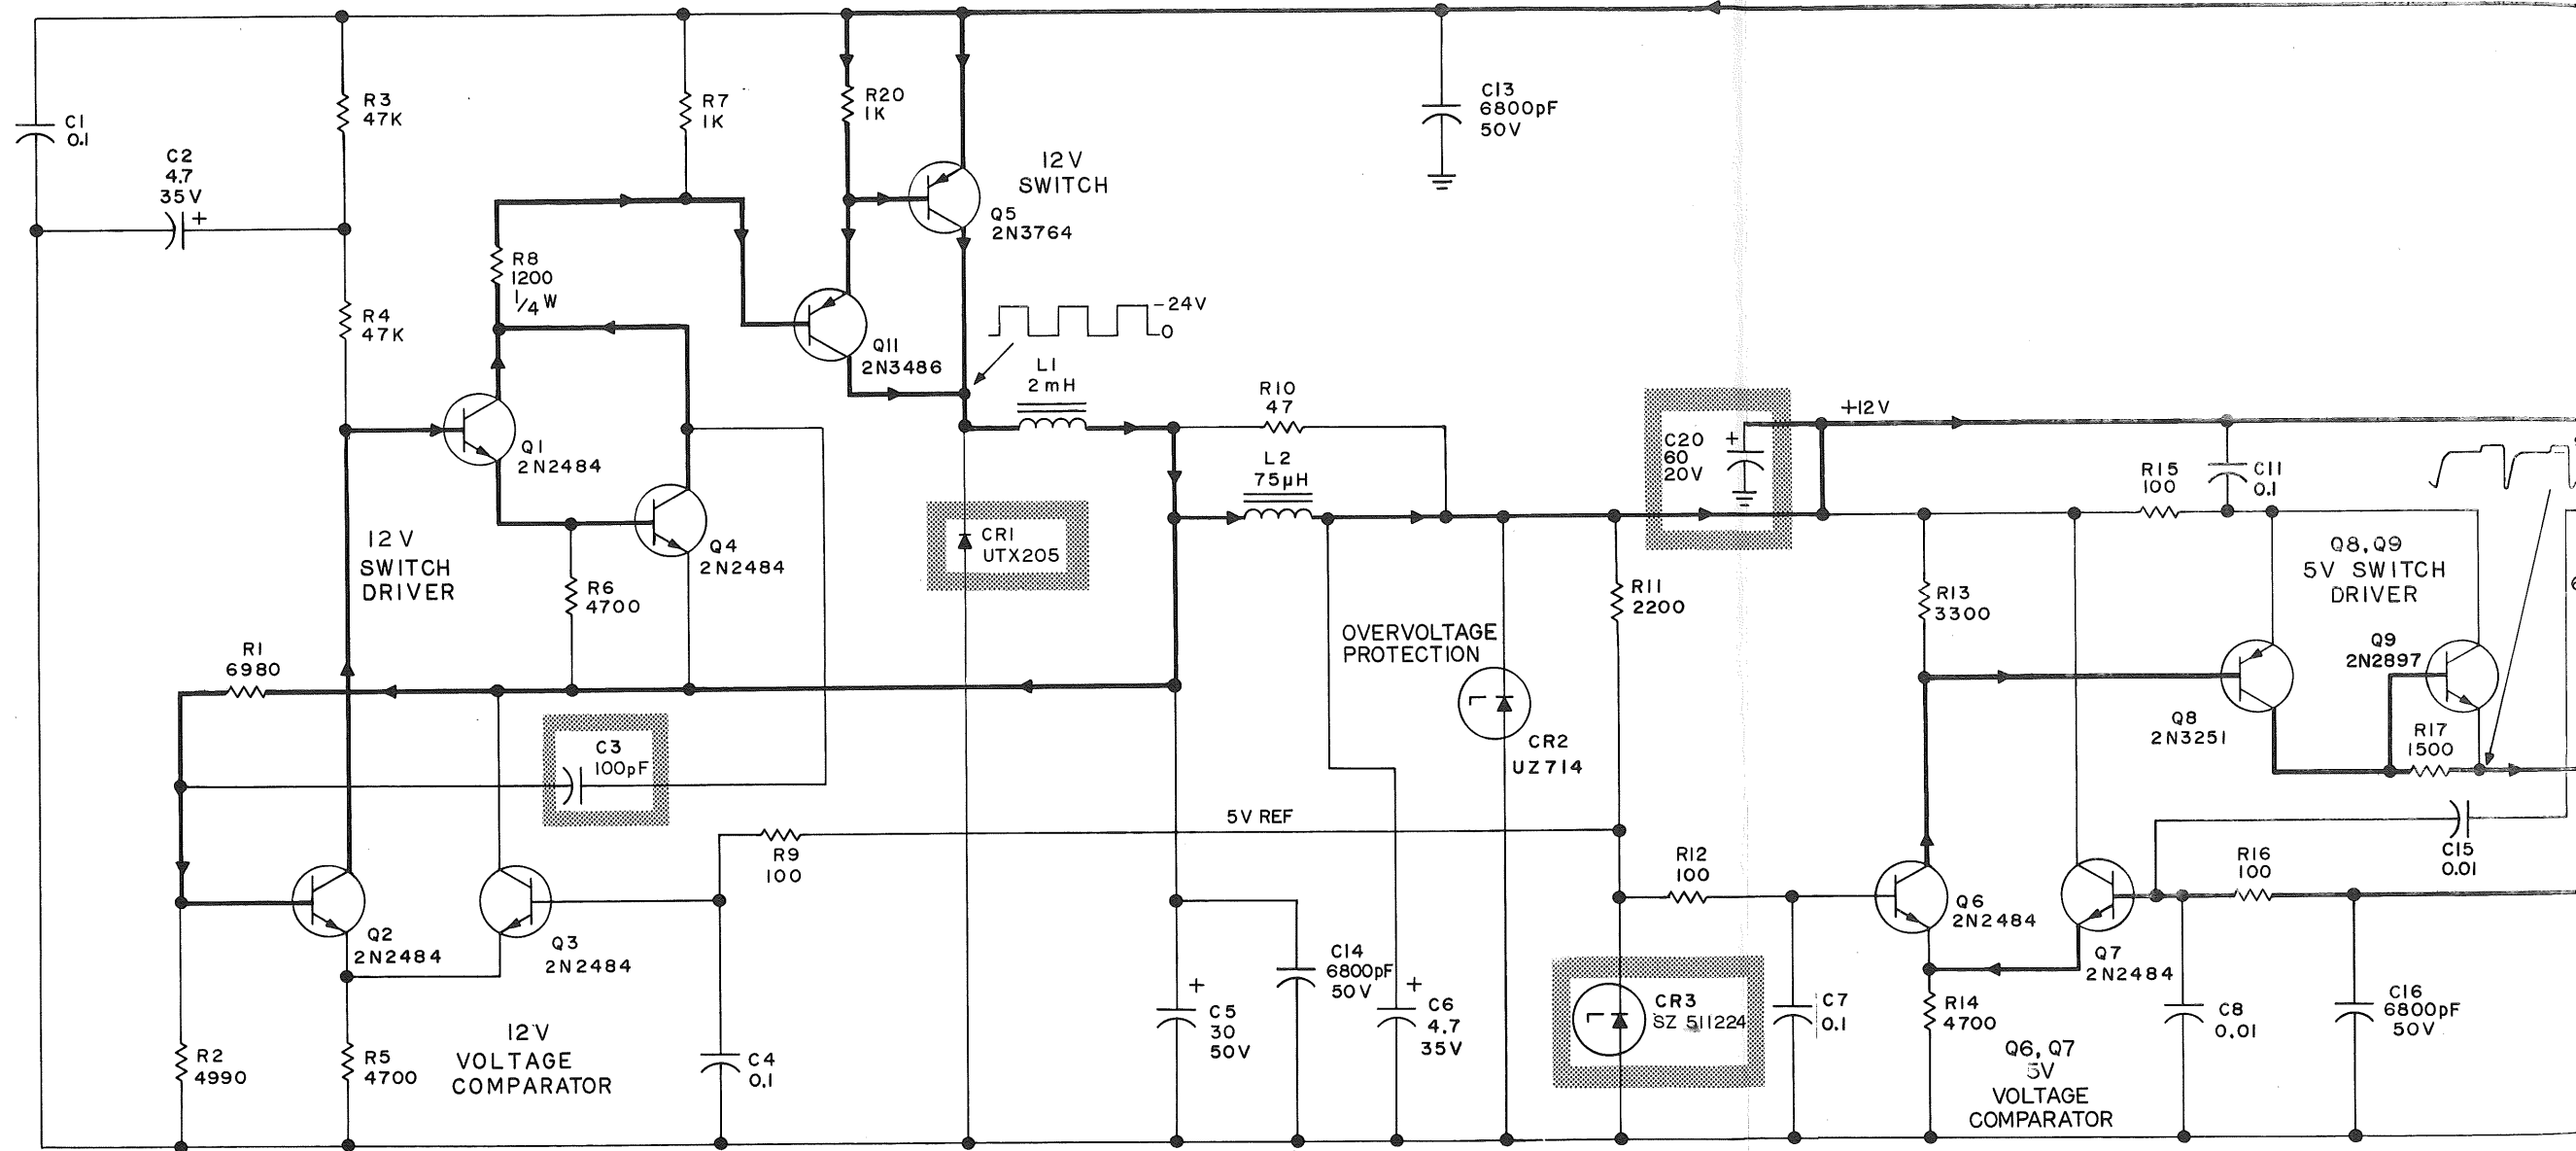 C1
0.1
C2
4.7
35V
+
R3
47K
R4
47K
R7
1K
R20
1K
12V
SWITCH
Q5
2N3764
R8
1200
1/4 W
Q11
2N3486
-24V
0
Q1
2N2484
Q4
2N2484
12V
SWITCH
DRIVER
R6
4700
R1
6980
C3
100pF
L1
2mH
R10
47
L2
75µH
CR1
UTX205
C13
6800pF
50V
C20
60
20V
+
+12V
R15
100
C11
0.1
R11
2200
OVERVOLTAGE
PROTECTION
CR2
UZ714
R13
3300
Q8,Q9
5V SWITCH
DRIVER
Q9
2N2897
Q8
2N3251
R17
1500
5V REF
R9
100
R12
100
C15
0.01
R16
100
Q2
2N2484
Q3
2N2484
Q6
2N2484
Q7
2N2484
R2
4990
R5
4700
12V
VOLTAGE
COMPARATOR
C4
0.1
+
C5
30
50V
C14
6800pF
50V
+
C6
4.7
35V
CR3
SZ 511224
C7
0.1
R14
4700
Q6,Q7
5V
VOLTAGE
COMPARATOR
C8
0.01
C16
6800pF
50V